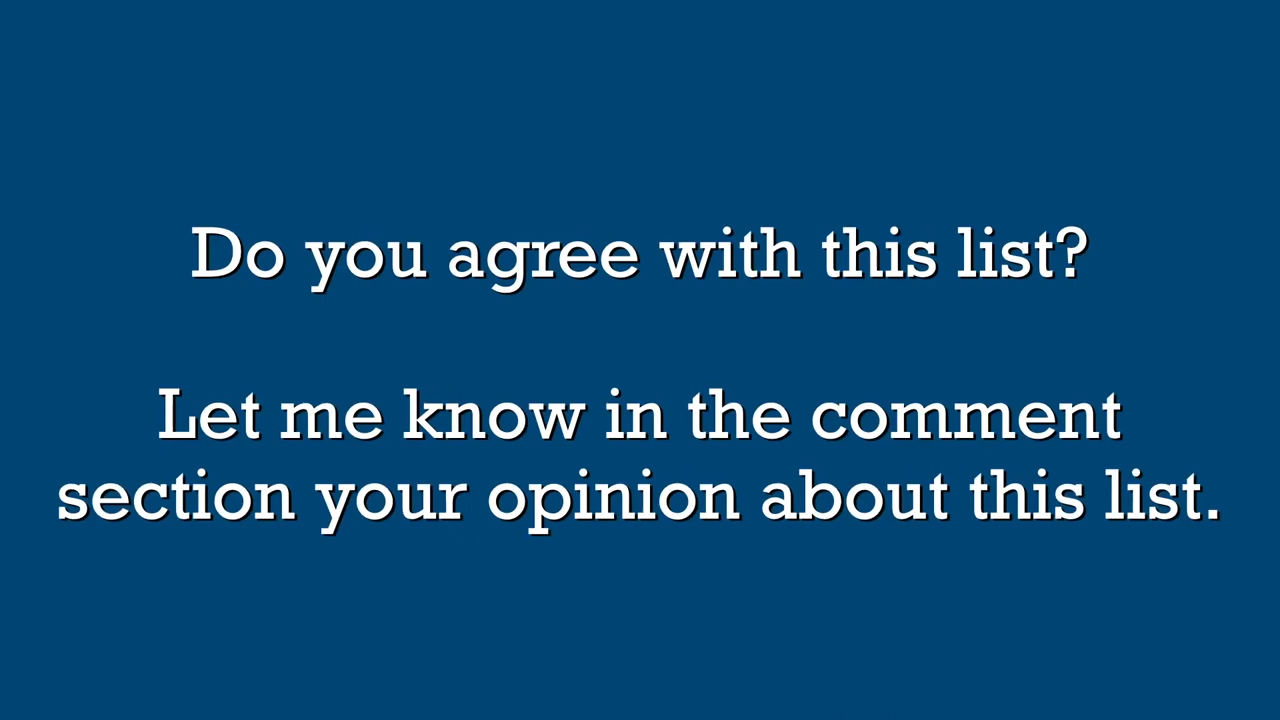 Do you agree with this list?
Let me know in the comment
section your opinion about this list.